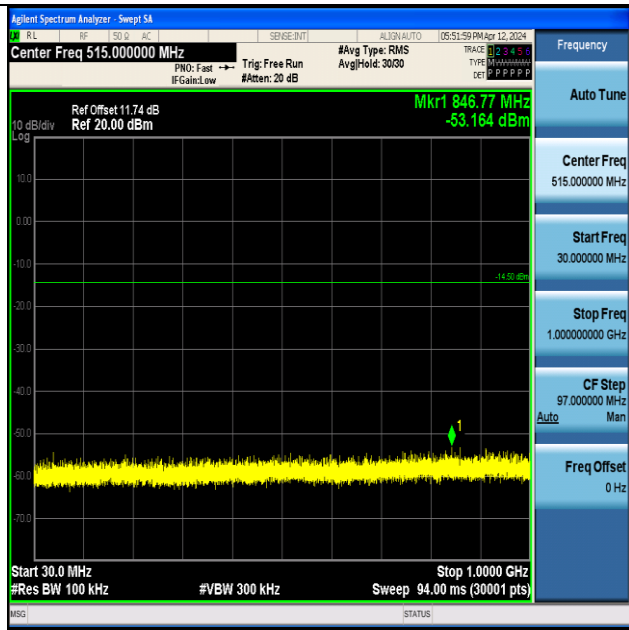 Agilent Spectrum Analyzer - Swept SA
RL RF 50 Ω AC SENSE:INT ALIGN AUTO 05:51:59 PM Apr 12, 2024
Center Freq 515.000000 MHz
PNO: Fast
IFGain:Low
Trig: Free Run
#Atten: 20 dB
#Avg Type: RMS
Avg|Hold: 30/30
TRACE 1 2 3 4 5 6
TYPE M
DET P P P P P P
Frequency
Auto Tune
Mkr1 846.77 MHz
-53.164 dBm
Ref Offset 11.74 dB
10 dB/div Ref 20.00 dBm
Log
10.0
0.00
-10.0
-14.50 dBm
-20.0
-30.0
-40.0
-50.0
-60.0
-70.0
1
Center Freq
515.000000 MHz
Start Freq
30.000000 MHz
Stop Freq
1.000000000 GHz
CF Step
97.000000 MHz
Auto Man
Freq Offset
0 Hz
Start 30.0 MHz Stop 1.0000 GHz
#Res BW 100 kHz #VBW 300 kHz Sweep 94.00 ms (30001 pts)
MSG STATUS